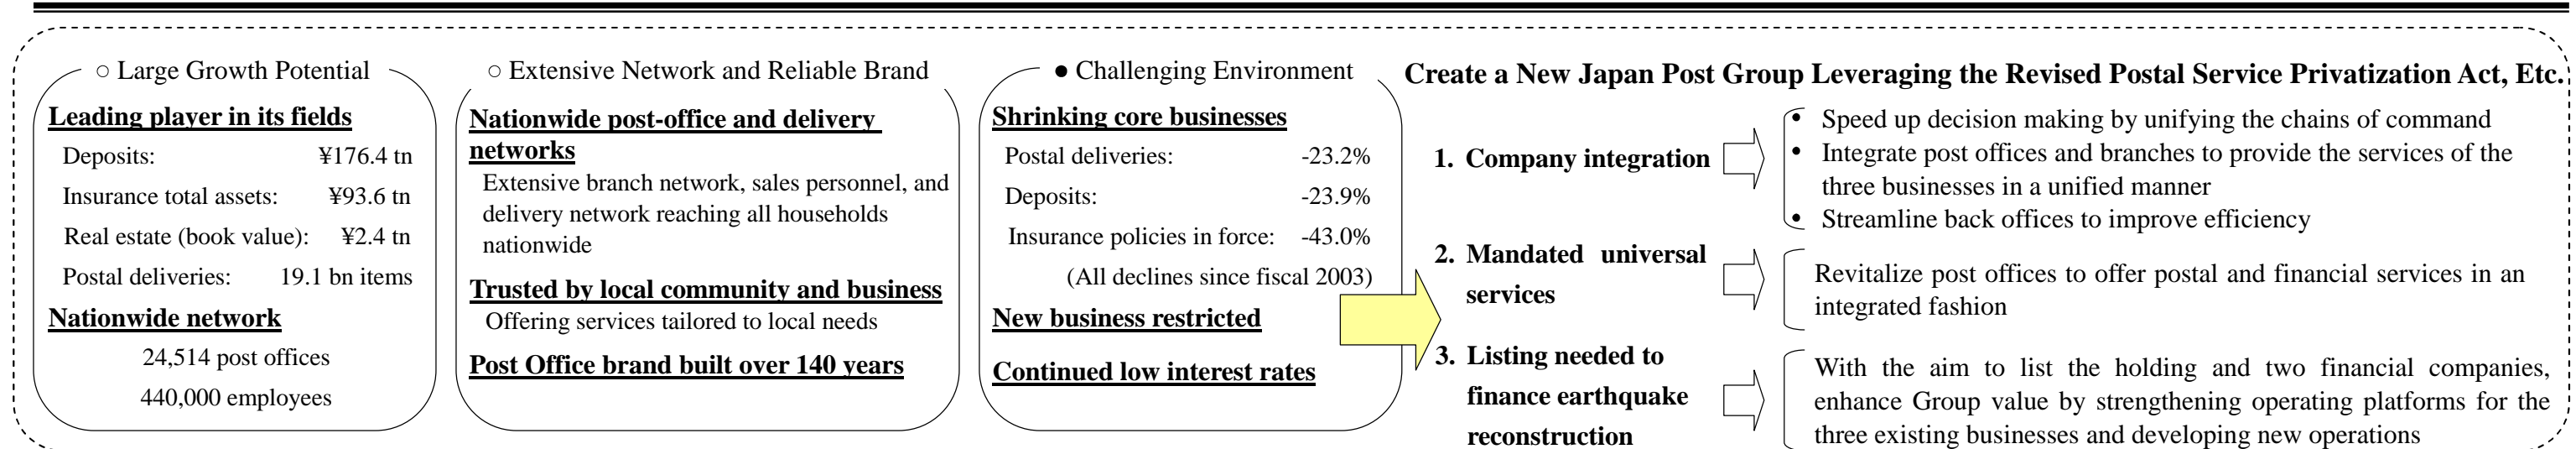 ○ Large Growth Potential
Leading player in its fields
Deposits: ¥176.4 tn
Insurance total assets: ¥93.6 tn
Real estate (book value): ¥2.4 tn
Postal deliveries: 19.1 bn items
Nationwide network
24,514 post offices
440,000 employees
○ Extensive Network and Reliable Brand
Nationwide post-office and delivery
networks
Extensive branch network, sales personnel, and
delivery network reaching all households
nationwide
Trusted by local community and business
Offering services tailored to local needs
Post Office brand built over 140 years
● Challenging Environment
Shrinking core businesses
Postal deliveries: -23.2%
Deposits: -23.9%
Insurance policies in force: -43.0%
(All declines since fiscal 2003)
New business restricted
Continued low interest rates
Create a New Japan Post Group Leveraging the Revised Postal Service Privatization Act, Etc.
1. Company integration
• Speed up decision making by unifying the chains of command
• Integrate post offices and branches to provide the services of the
three businesses in a unified manner
• Streamline back offices to improve efficiency
2. Mandated universal
services
Revitalize post offices to offer postal and financial services in an
integrated fashion
3. Listing needed to
finance earthquake
reconstruction
With the aim to list the holding and two financial companies,
enhance Group value by strengthening operating platforms for the
three existing businesses and developing new operations